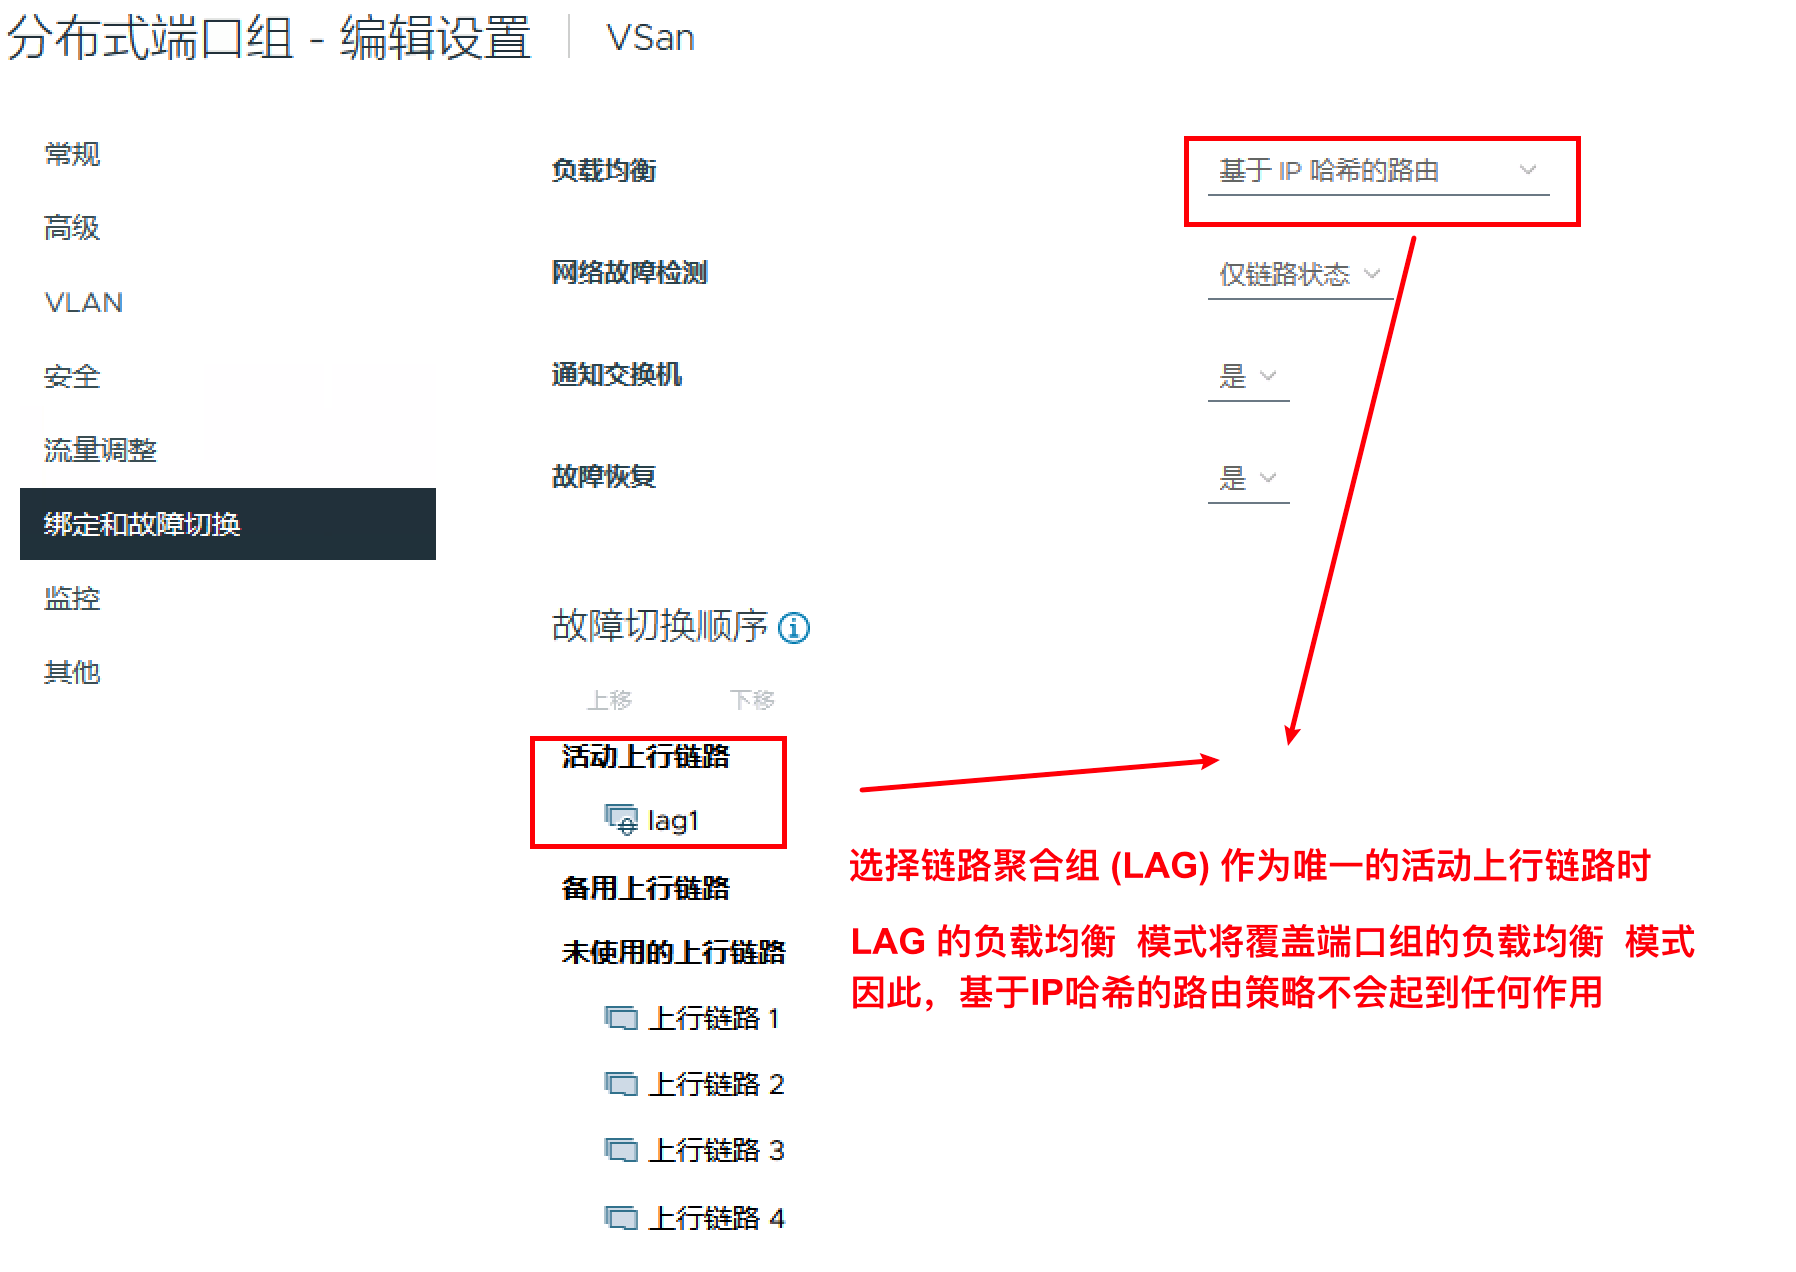 分布式端口组 - 编辑设置 | VSan
常规
高级
VLAN
安全
流量调整
绑定和故障切换
监控
其他
负载均衡 基于 IP 哈希的路由
网络故障检测 仅链路状态
通知交换机 是
故障恢复 是
故障切换顺序
上移 下移
活动上行链路
lag1
备用上行链路
未使用的上行链路
上行链路 1
上行链路 2
上行链路 3
上行链路 4
选择链路聚合组 (LAG) 作为唯一的活动上行链路时
LAG 的负载均衡 模式将覆盖端口组的负载均衡 模式
因此，基于IP哈希的路由策略不会起到任何作用